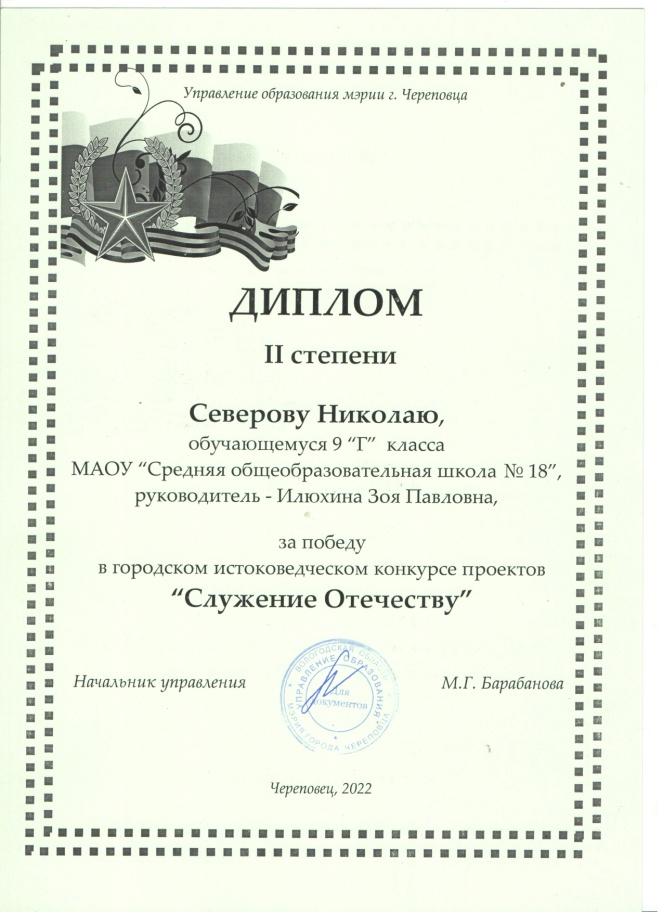 Управление образования мэрии г. Череповца
ДИПЛОМ
II степени
Северову Николаю,
обучающемуся 9 “Г” класса
МАОУ “Средняя общеобразовательная школа № 18”,
руководитель - Илюхина Зоя Павловна,
за победу
в городском истоковедческом конкурсе проектов
“Служение Отечеству”
Начальник управления
ВОЛОГОДСКАЯ ОБЛАСТЬ
УПРАВЛЕНИЕ ОБРАЗОВАНИЯ
Для
документов
МЭРИЯ ГОРОДА ЧЕРЕПОВЦА
М.Г. Барабанова
Череповец, 2022